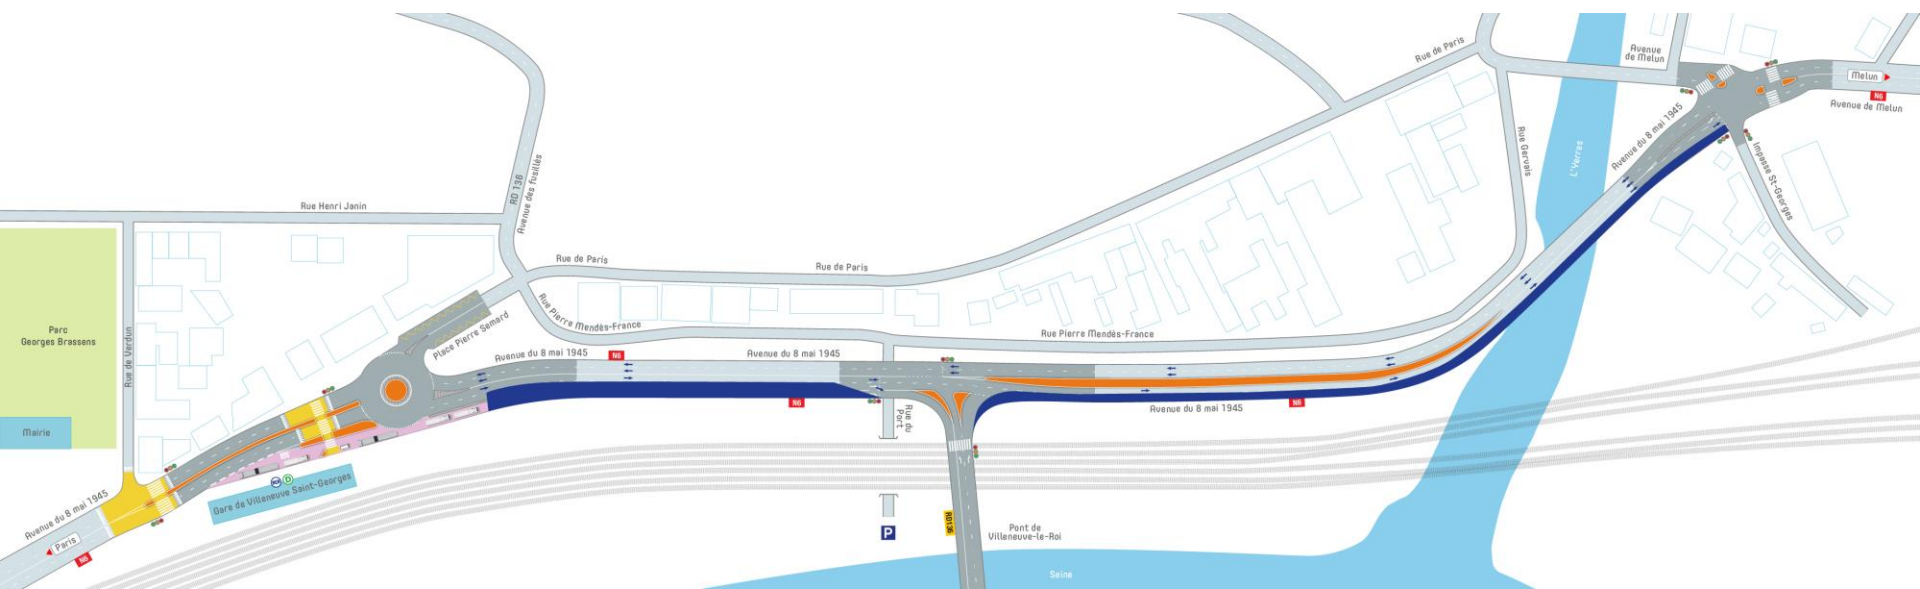 Rue de Paris
Avenue
de Melun
Melun
N6
Avenue de Melun
Avenue du 8 mai 1945
Rue Gervais
L'Yerres
Impasse St-Georges
RD 136
Avenue des fusillés
Rue Henri Janin
Rue de Paris
Rue de Paris
Rue Pierre Mendès-France
Rue Pierre Mendès-France
Parc
Georges Brassens
Rue de Verdun
Place Pierre Semard
Avenue du 8 mai 1945
N6
Avenue du 8 mai 1945
N6
Rue du
Port
Avenue du 8 mai 1945
N6
Mairie
D
Gare de Villeneuve Saint-Georges
Avenue du 8 mai 1945
Paris
N6
P
RD136
Pont de
Villeneuve-le-Roi
Seine